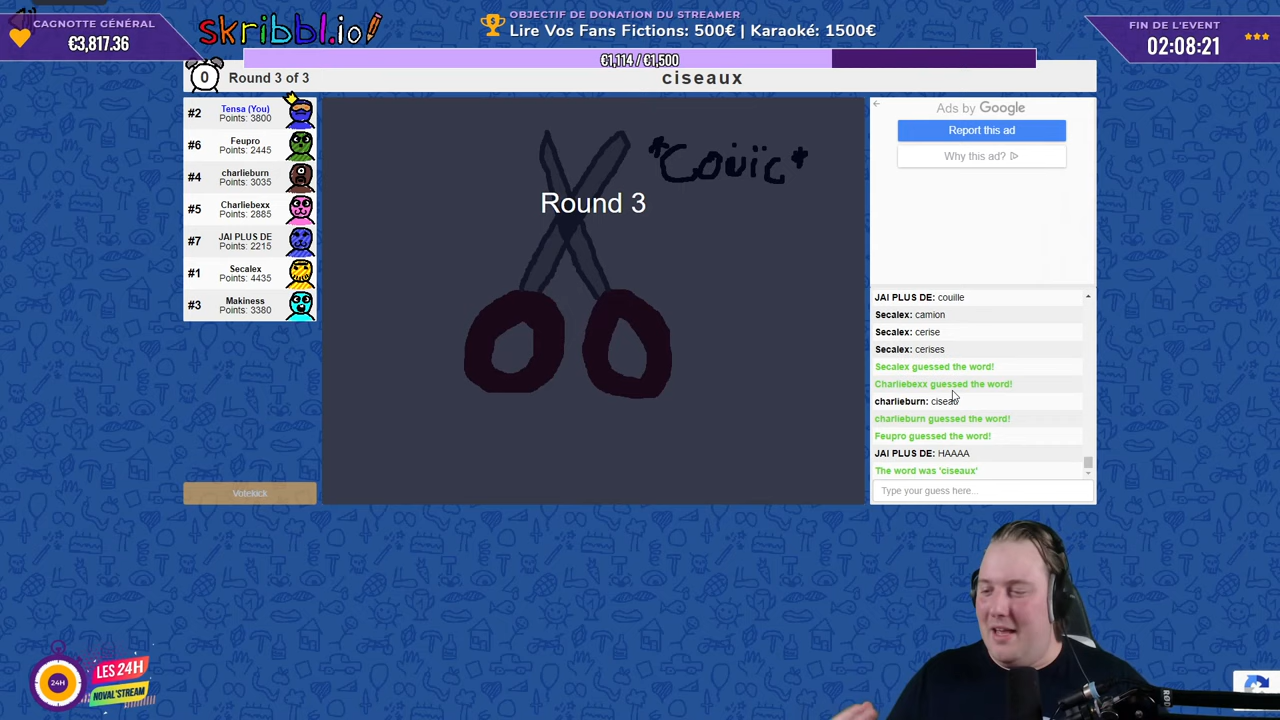 CAGNOTTE GÉNÉRAL
€3,817.36
skribbl.io
OBJECTIF DE DONATION DU STREAMER
Lire Vos Fans Fictions: 500€ | Karaoké: 1500€
€1,114 / €1,500
FIN DE L'EVENT
02:08:21
0
Round 3 of 3
ciseaux
#2
Tensa (You)
Points: 3800
#6
Feupro
Points: 2445
#4
charlieburn
Points: 3035
#5
Charliebexx
Points: 2885
#7
JAI PLUS DE
Points: 2215
#1
Secalex
Points: 4435
#3
Makiness
Points: 3380
Votekick
*Couic*
Round 3
Ads by Google
Report this ad
Why this ad?
JAI PLUS DE: couille
Secalex: camion
Secalex: cerise
Secalex: cerises
Secalex guessed the word!
Charliebexx guessed the word!
charlieburn: ciseau
charlieburn guessed the word!
Feupro guessed the word!
JAI PLUS DE: HAAAA
The word was 'ciseaux'
Type your guess here...
24H
LES 24H
NOVAL'STREAM